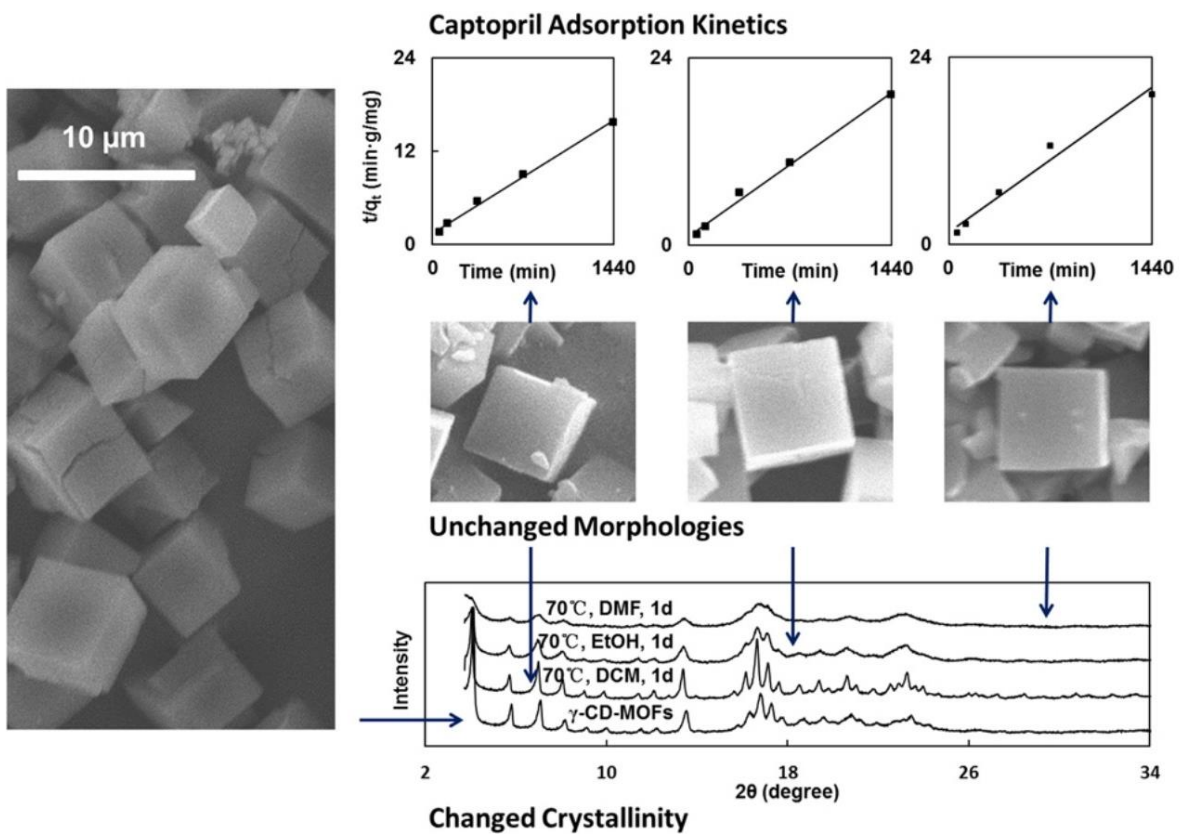 Captopril Adsorption Kinetics
24
12
0
t/qt (min·g/mg)
0
Time (min)
1440
24
0
0
Time (min)
1440
24
0
0
Time (min)
1440
10 μm
Unchanged Morphologies
Intensity
70℃, DMF, 1d
70℃, EtOH, 1d
70℃, DCM, 1d
γ-CD-MOFs
2
10
18
26
34
2θ (degree)
Changed Crystallinity